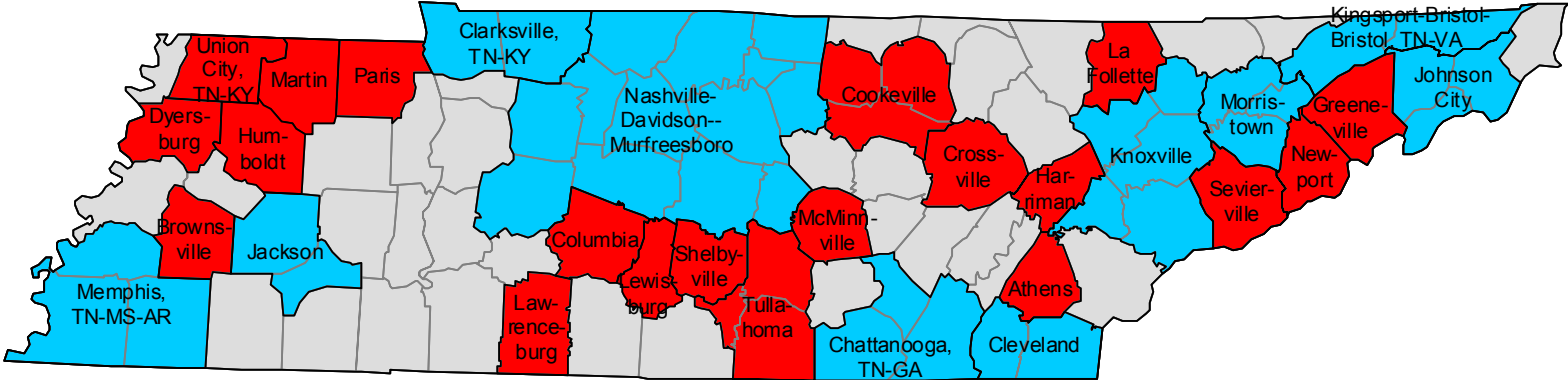 Union
City,
TN-KY
Martin
Paris
Clarksville,
TN-KY
Nashville-
Davidson--
Murfreesboro
Cookeville
La
Follette
Kingsport-Bristol-
Bristol, TN-VA
Johnson
City
Morris-
town
Greene-
ville
Dyers-
burg
Hum-
boldt
Cross-
ville
Har-
riman
Knoxville
Sevier-
ville
New-
port
Browns-
ville
Jackson
Columbia
Lewis-
burg
Shelby-
ville
McMinn-
ville
Athens
Memphis,
TN-MS-AR
Law-
rence-
burg
Tulla-
homa
Chattanooga,
TN-GA
Cleveland